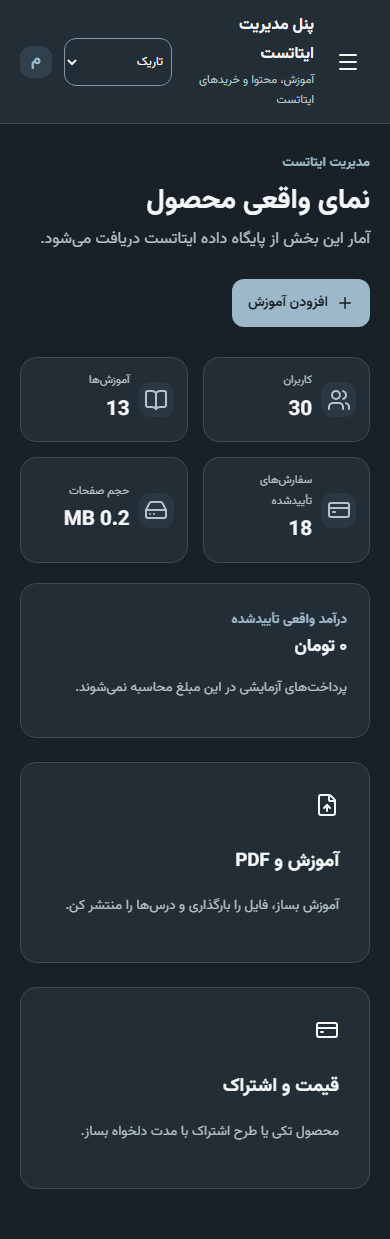 پنل مدیریت
ایتاتست
آموزش، محتوا و خریدهای
ایتاتست
تاریک
م
مدیریت ایتاتست
نمای واقعی محصول
آمار این بخش از پایگاه داده ایتاتست دریافت می‌شود.
افزودن آموزش
کاربران
30
آموزش‌ها
13
سفارش‌های
تأییدشده
18
حجم صفحات
0.2 MB
درآمد واقعی تأییدشده
۰ تومان
پرداخت‌های آزمایشی در این مبلغ محاسبه نمی‌شوند.
آموزش و PDF
آموزش بساز، فایل را بارگذاری و درس‌ها را منتشر کن.
قیمت و اشتراک
محصول تکی یا طرح اشتراک با مدت دلخواه بساز.